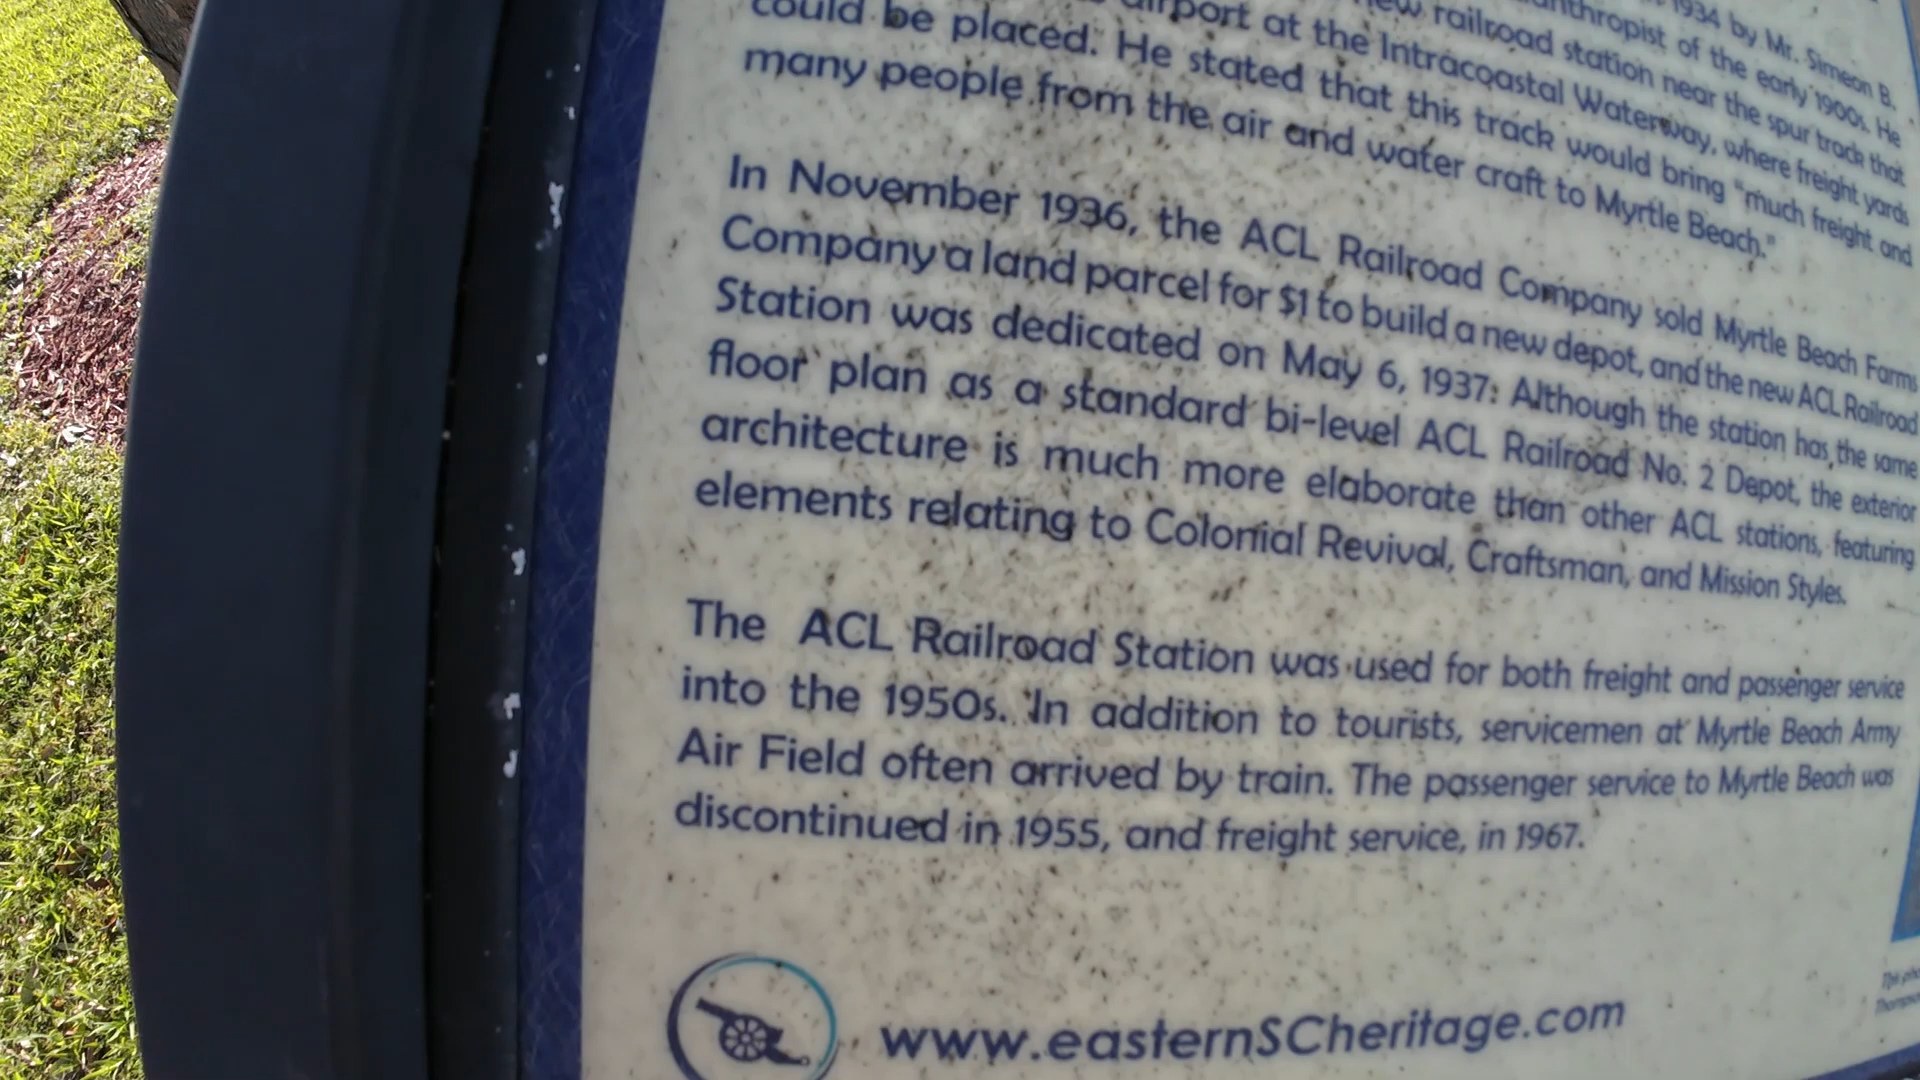 1934 by Mr. Simeon B.
of the early 1900s. He
railroad station near the spur track that
airport at the Intracoastal Waterway, where freight yards
could be placed. He stated that this track would bring "much freight and
many people from the air and water craft to Myrtle Beach."
In November 1936, the ACL Railroad Company sold Myrtle Beach Farms
Company a land parcel for $1 to build a new depot, and the new ACL Railroad
Station was dedicated on May 6, 1937. Although the station has the same
floor plan as a standard bi-level ACL Railroad No. 2 Depot, the exterior
architecture is much more elaborate than other ACL stations, featuring
elements relating to Colonial Revival, Craftsman, and Mission Styles.
The ACL Railroad Station was used for both freight and passenger service
into the 1950s. In addition to tourists, servicemen at Myrtle Beach Army
Air Field often arrived by train. The passenger service to Myrtle Beach was
discontinued in 1955, and freight service, in 1967.
www.easternSCheritage.com